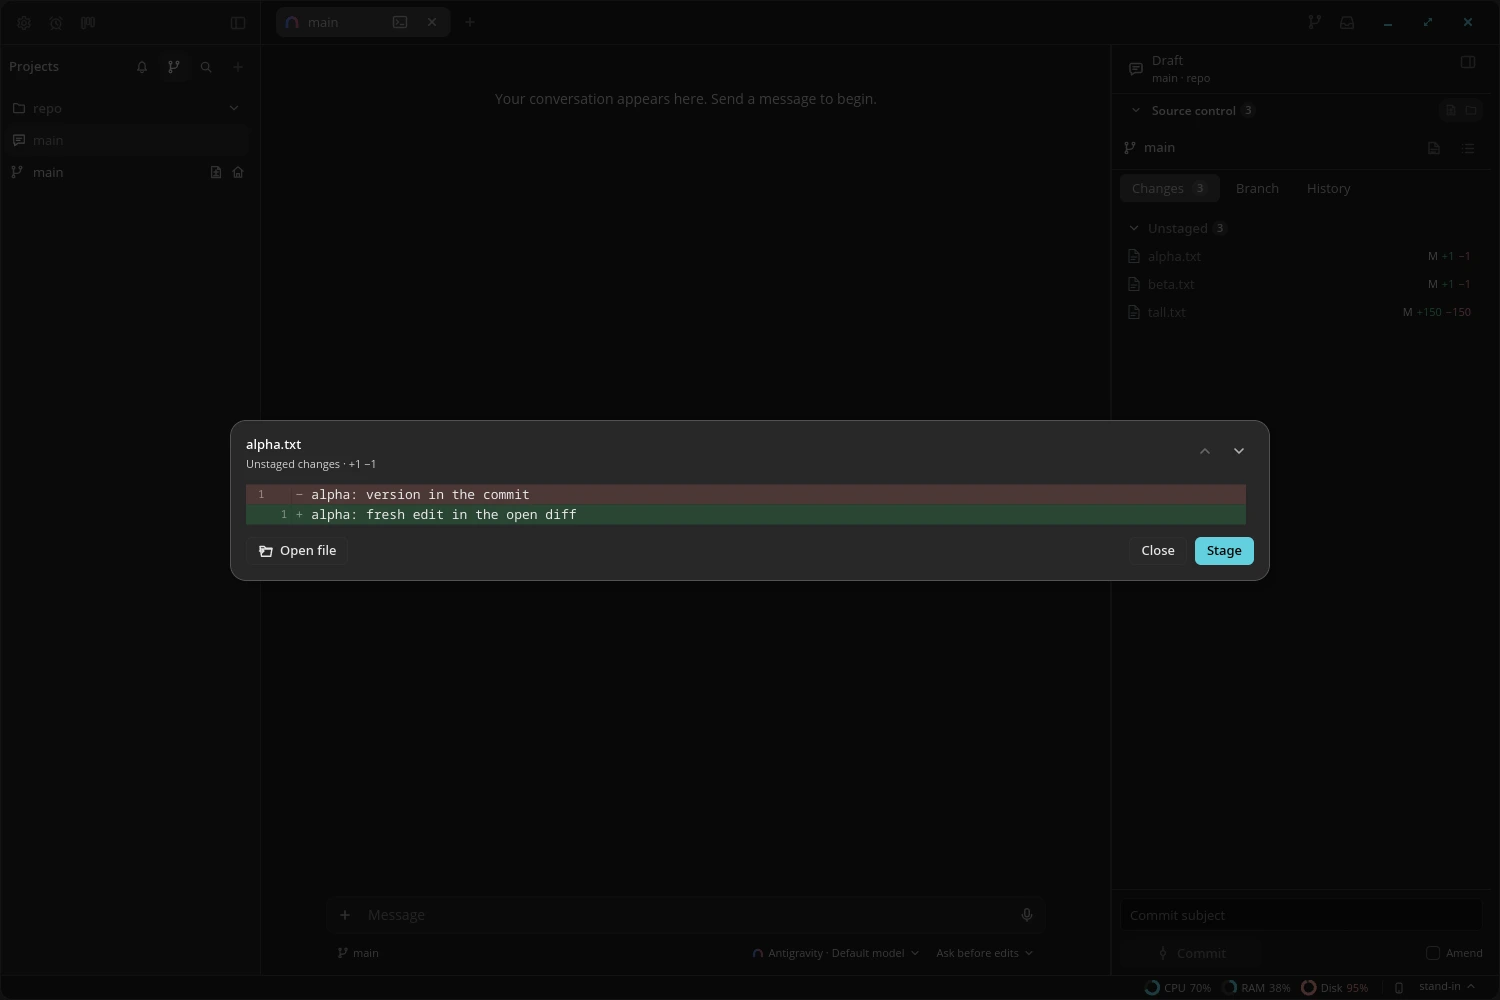 main
Projects
repo
main
main
Your conversation appears here. Send a message to begin.
Draft
main · repo
Source control 3
main
Changes 3
Branch
History
Unstaged 3
alpha.txt M +1 −1
beta.txt M +1 −1
tall.txt M +150 −150
alpha.txt
Unstaged changes · +1 −1
1 − alpha: version in the commit
1 + alpha: fresh edit in the open diff
Open file
Close
Stage
Message
main
Antigravity · Default model
Ask before edits
Commit subject
Commit
Amend
CPU 70%
RAM 38%
Disk 95%
stand-in